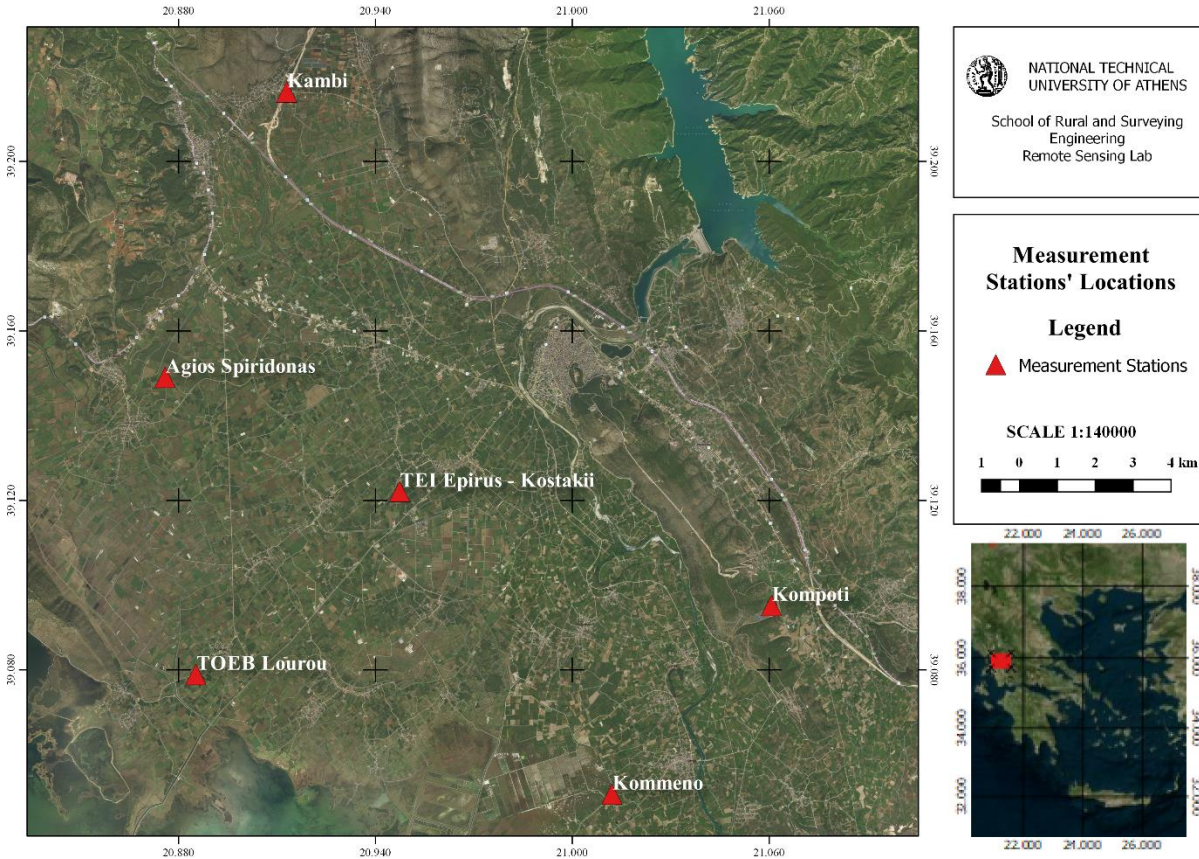 20.880 20.940 21.000 21.060
Kambi
39.200 39.200
39.160 39.160
Agios Spiridonas
TEI Epirus - Kostakii
39.120 39.120
Kompoti
TOEB Lourou
39.080 39.080
Kommeno
20.880 20.940 21.000 21.060
NATIONAL TECHNICAL
UNIVERSITY OF ATHENS
School of Rural and Surveying
Engineering
Remote Sensing Lab
Measurement
Stations' Locations
Legend
Measurement Stations
SCALE 1:140000
1 0 1 2 3 4 km
22.000 24.000 26.000
38.000 38.000
36.000 36.000
34.000 34.000
32.000 32.000
22.000 24.000 26.000